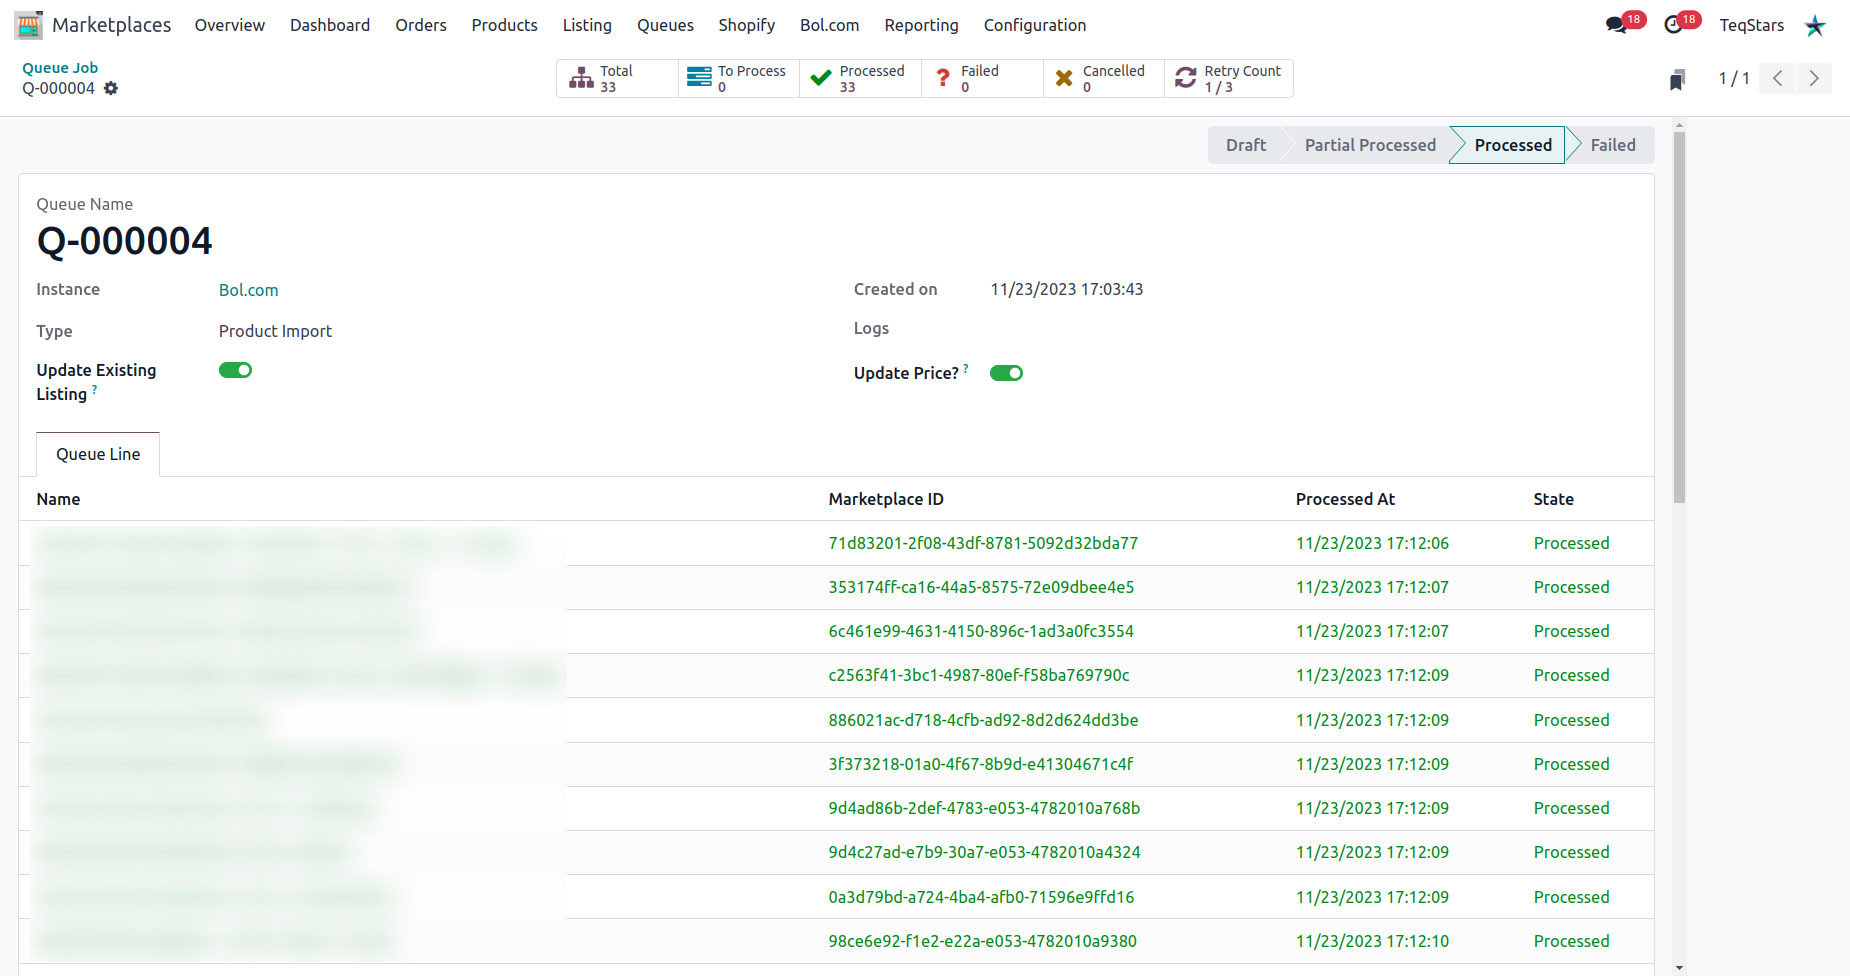 Marketplaces Overview Dashboard Orders Products Listing Queues Shopify Bol.com Reporting Configuration 18 18 TeqStars
Queue Job
Q-000004
Total 33
To Process 0
Processed 33
Failed 0
Cancelled 0
Retry Count 1 / 3
1 / 1
Draft Partial Processed Processed Failed
Queue Name
Q-000004
Instance Bol.com
Created on 11/23/2023 17:03:43
Type Product Import
Logs
Update Existing Listing ?
Update Price? ?
Queue Line
Name Marketplace ID Processed At State
71d83201-2f08-43df-8781-5092d32bda77 11/23/2023 17:12:06 Processed
353174ff-ca16-44a5-8575-72e09dbee4e5 11/23/2023 17:12:07 Processed
6c461e99-4631-4150-896c-1ad3a0fc3554 11/23/2023 17:12:07 Processed
c2563f41-3bc1-4987-80ef-f58ba769790c 11/23/2023 17:12:09 Processed
886021ac-d718-4cfb-ad92-8d2d624dd3be 11/23/2023 17:12:09 Processed
3f373218-01a0-4f67-8b9d-e41304671c4f 11/23/2023 17:12:09 Processed
9d4ad86b-2def-4783-e053-4782010a768b 11/23/2023 17:12:09 Processed
9d4c27ad-e7b9-30a7-e053-4782010a4324 11/23/2023 17:12:09 Processed
0a3d79bd-a724-4ba4-afb0-71596e9ffd16 11/23/2023 17:12:09 Processed
98ce6e92-f1e2-e22a-e053-4782010a9380 11/23/2023 17:12:10 Processed